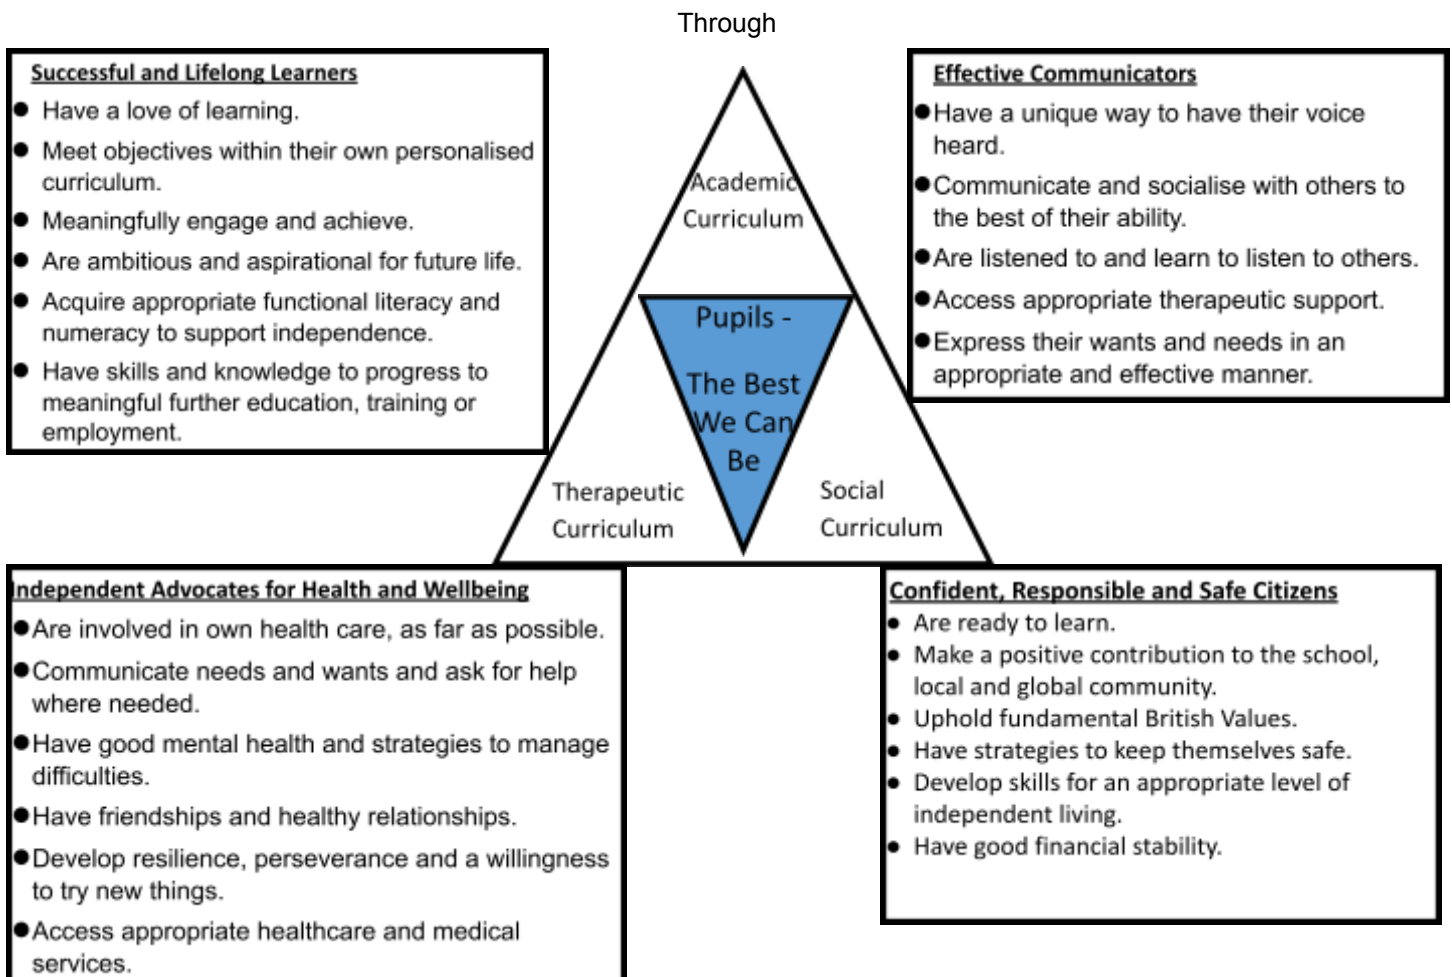 Through
Successful and Lifelong Learners
● Have a love of learning.
● Meet objectives within their own personalised
curriculum.
● Meaningfully engage and achieve.
● Are ambitious and aspirational for future life.
● Acquire appropriate functional literacy and
numeracy to support independence.
● Have skills and knowledge to progress to
meaningful further education, training or
employment.
Academic
Curriculum
Pupils -
The Best
We Can
Be
Therapeutic
Curriculum
Social
Curriculum
Effective Communicators
● Have a unique way to have their voice
heard.
● Communicate and socialise with others to
the best of their ability.
● Are listened to and learn to listen to others.
● Access appropriate therapeutic support.
● Express their wants and needs in an
appropriate and effective manner.
Independent Advocates for Health and Wellbeing
● Are involved in own health care, as far as possible.
● Communicate needs and wants and ask for help
where needed.
● Have good mental health and strategies to manage
difficulties.
● Have friendships and healthy relationships.
● Develop resilience, perseverance and a willingness
to try new things.
● Access appropriate healthcare and medical
services.
Confident, Responsible and Safe Citizens
● Are ready to learn.
● Make a positive contribution to the school,
local and global community.
● Uphold fundamental British Values.
● Have strategies to keep themselves safe.
● Develop skills for an appropriate level of
independent living.
● Have good financial stability.